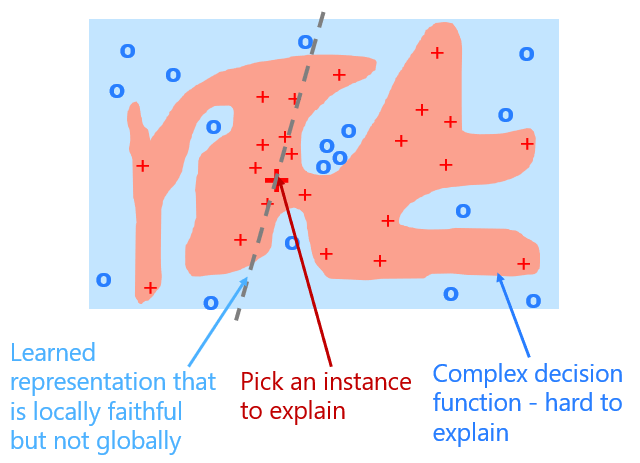 Learned
representation that
is locally faithful
but not globally
Pick an instance
to explain
Complex decision
function - hard to
explain